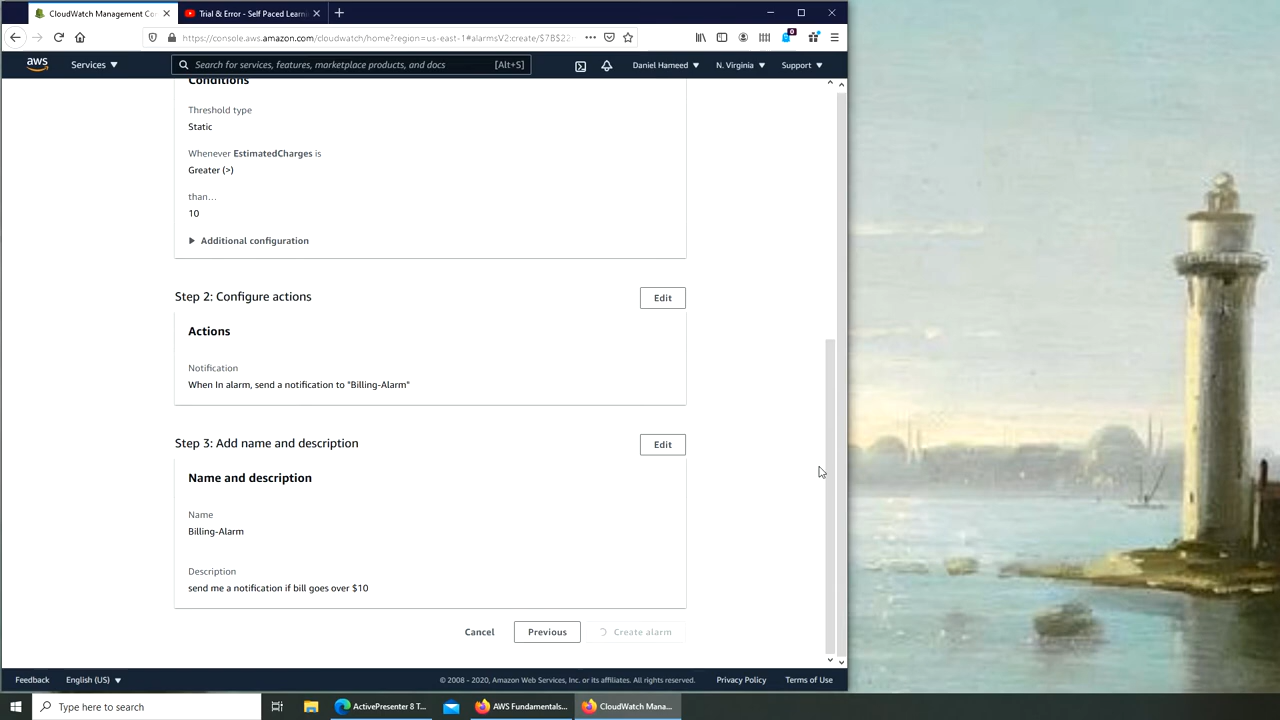 CloudWatch Management Co
Trial & Error - Self Paced Learni
https://console.aws.amazon.com/cloudwatch/home?region=us-east-1#alarmsV2:create/$7B$22
aws
Services
Search for services, features, marketplace products, and docs
[Alt+S]
Daniel Hameed
N. Virginia
Support
Conditions
Threshold type
Static
Whenever EstimatedCharges is
Greater (>)
than…
10
Additional configuration
Step 2: Configure actions
Edit
Actions
Notification
When In alarm, send a notification to "Billing-Alarm"
Step 3: Add name and description
Edit
Name and description
Name
Billing-Alarm
Description
send me a notification if bill goes over $10
Cancel
Previous
Create alarm
Feedback
English (US)
© 2008 - 2020, Amazon Web Services, Inc. or its affiliates. All rights reserved.
Privacy Policy
Terms of Use
Type here to search
ActivePresenter 8 T...
AWS Fundamentals...
CloudWatch Mana...